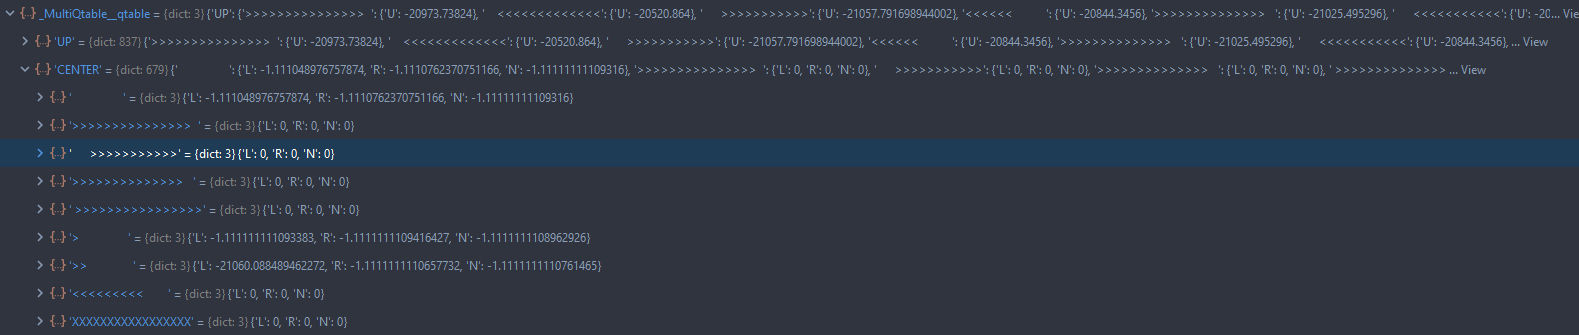 _MultiQtable__qtable = {dict: 3} {'UP': {'>>>>>>>>>>>>>>>  ': {'U': -20973.73824}, '    <<<<<<<<<<<<<': {'U': -20520.864}, '      >>>>>>>>>>>': {'U': -21057.791698944002}, '<<<<<<           ': {'U': -20844.3456}, '>>>>>>>>>>>>>>   ': {'U': -21025.495296}, '      <<<<<<<<<<<': {'U': -20... View
'UP' = {dict: 837} {'>>>>>>>>>>>>>>>  ': {'U': -20973.73824}, '    <<<<<<<<<<<<<': {'U': -20520.864}, '      >>>>>>>>>>>': {'U': -21057.791698944002}, '<<<<<<           ': {'U': -20844.3456}, '>>>>>>>>>>>>>>   ': {'U': -21025.495296}, '      <<<<<<<<<<<': {'U': -20844.3456}, ... View
'CENTER' = {dict: 679} {'                 ': {'L': -1.111048976757874, 'R': -1.1110762370751166, 'N': -1.11111111109316}, '>>>>>>>>>>>>>>>  ': {'L': 0, 'R': 0, 'N': 0}, '      >>>>>>>>>>>': {'L': 0, 'R': 0, 'N': 0}, '>>>>>>>>>>>>>>   ': {'L': 0, 'R': 0, 'N': 0}, ' >>>>>>>>>>>>>> ... View
'                 ' = {dict: 3} {'L': -1.111048976757874, 'R': -1.1110762370751166, 'N': -1.11111111109316}
'>>>>>>>>>>>>>>>  ' = {dict: 3} {'L': 0, 'R': 0, 'N': 0}
'      >>>>>>>>>>>' = {dict: 3} {'L': 0, 'R': 0, 'N': 0}
'>>>>>>>>>>>>>>   ' = {dict: 3} {'L': 0, 'R': 0, 'N': 0}
' >>>>>>>>>>>>>>>>' = {dict: 3} {'L': 0, 'R': 0, 'N': 0}
'>                ' = {dict: 3} {'L': -1.111111111093383, 'R': -1.1111111109416427, 'N': -1.1111111108962926}
'>>               ' = {dict: 3} {'L': -21060.088489462272, 'R': -1.1111111110657732, 'N': -1.1111111110761465}
'<<<<<<<<<        ' = {dict: 3} {'L': 0, 'R': 0, 'N': 0}
'XXXXXXXXXXXXXXXXX' = {dict: 3} {'L': 0, 'R': 0, 'N': 0}